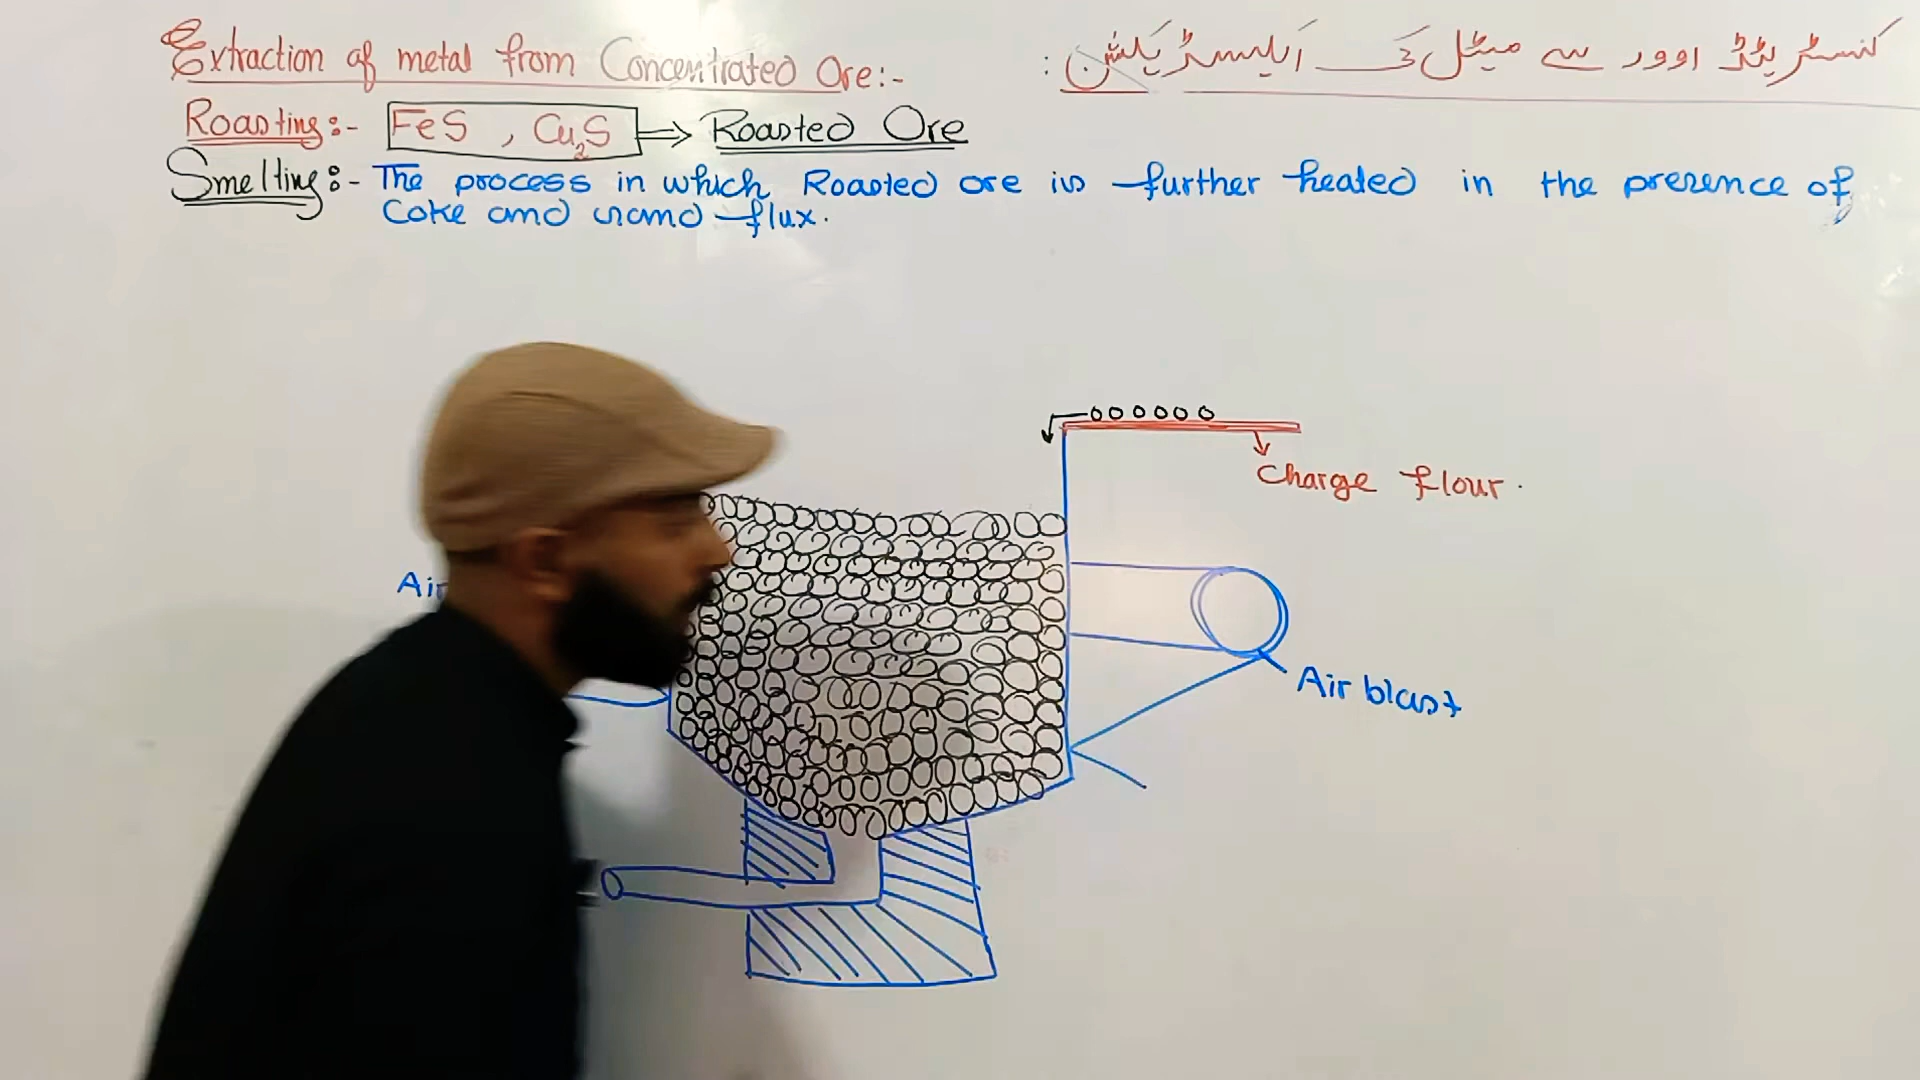 Extraction of metal from Concentrated Ore:-
کنسنٹریٹڈ اوور سے میٹل کی ایکسٹریکشن :
Roasting:- FeS , Cu₂S ⟹ Roasted Ore
Smelting:- The process in which Roasted ore is further heated in the presence of
Coke and sand flux.
Charge flour.
Air
Air blast